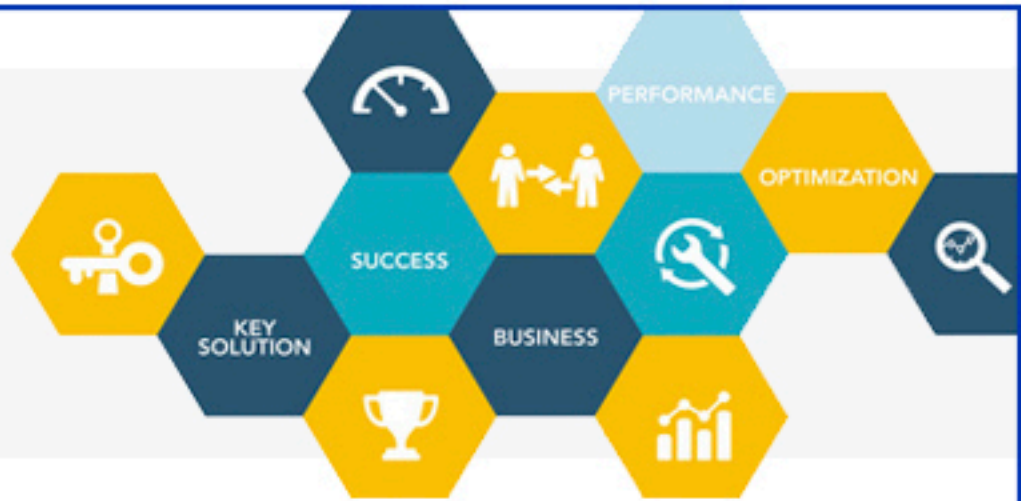 PERFORMANCE
OPTIMIZATION
SUCCESS
KEY
SOLUTION
BUSINESS